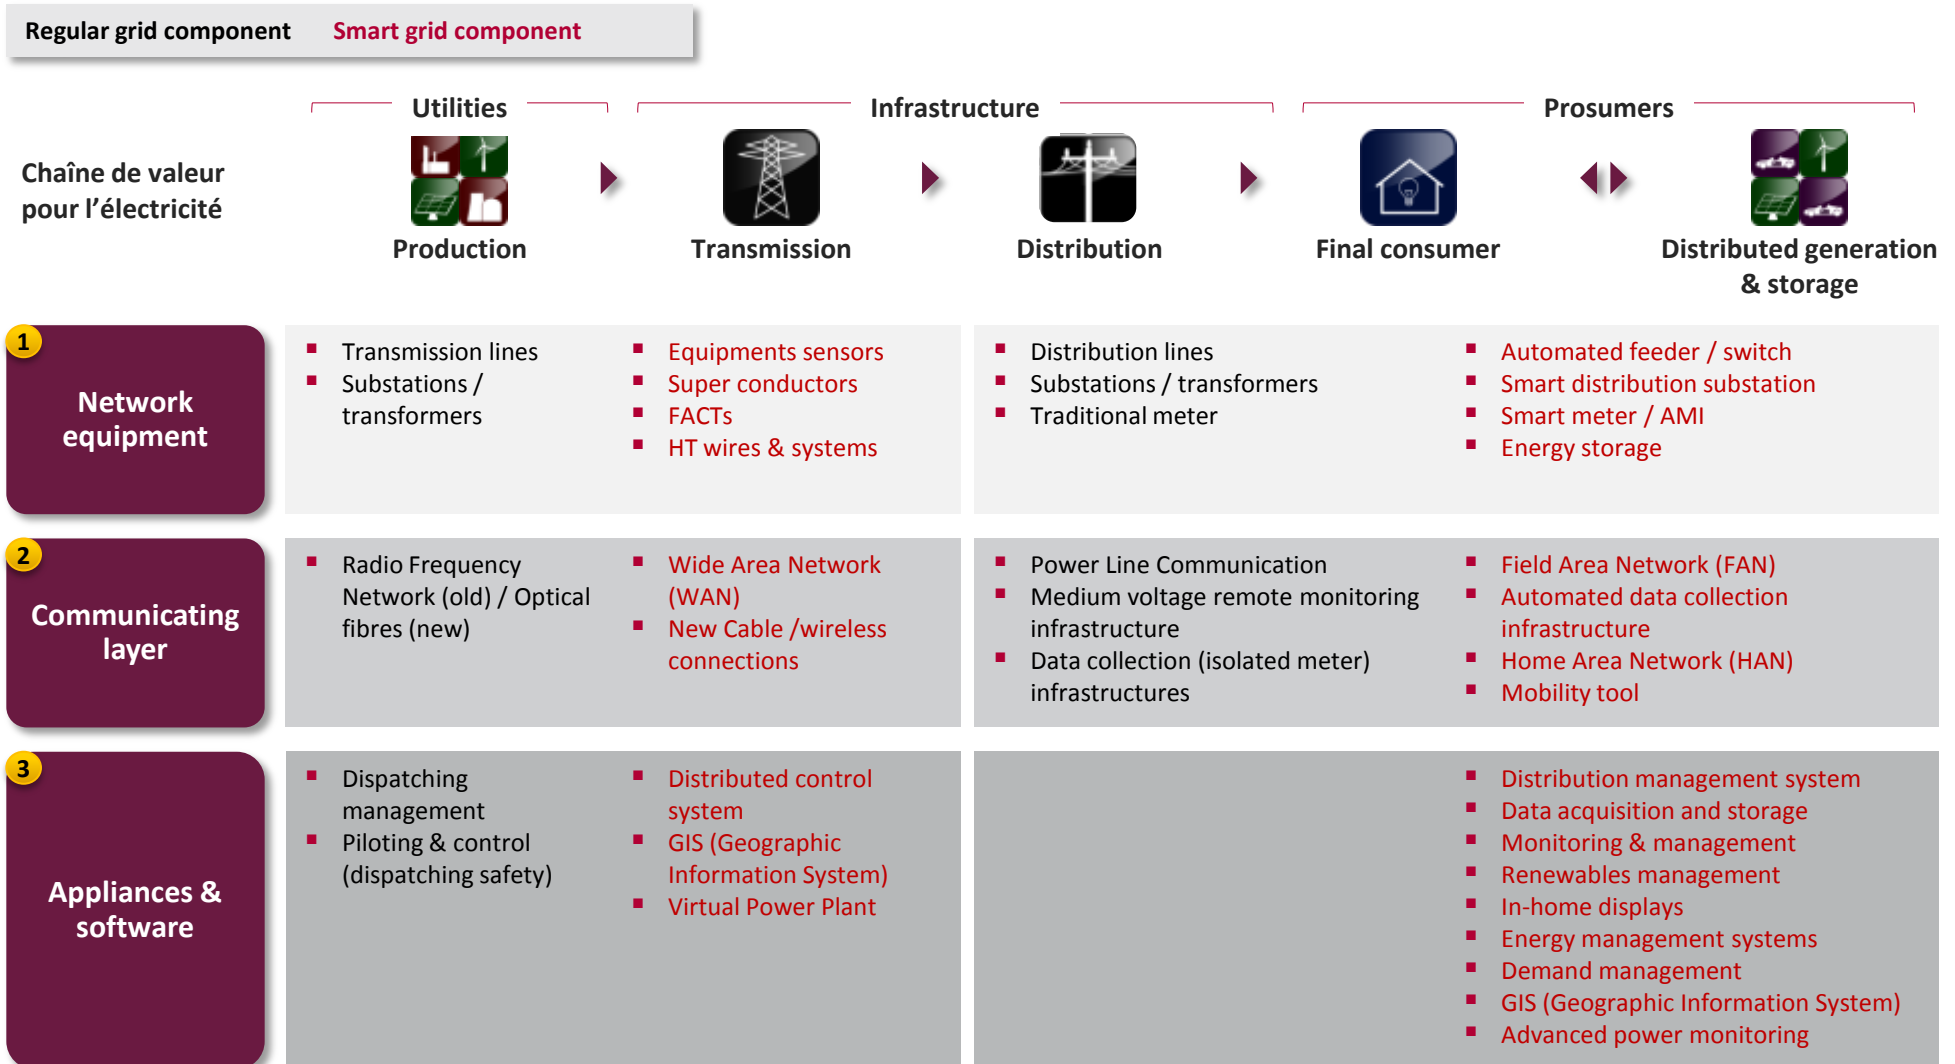 Regular grid component Smart grid component
Utilities Infrastructure Prosumers
Chaîne de valeur
pour l’électricité
Production Transmission Distribution Final consumer Distributed generation
& storage
1
Network
equipment
Transmission lines
Substations /
transformers
Equipments sensors
Super conductors
FACTs
HT wires & systems
Distribution lines
Substations / transformers
Traditional meter
Automated feeder / switch
Smart distribution substation
Smart meter / AMI
Energy storage
2
Communicating
layer
Radio Frequency
Network (old) / Optical
fibres (new)
Wide Area Network
(WAN)
New Cable /wireless
connections
Power Line Communication
Medium voltage remote monitoring
infrastructure
Data collection (isolated meter)
infrastructures
Field Area Network (FAN)
Automated data collection
infrastructure
Home Area Network (HAN)
Mobility tool
3
Appliances &
software
Dispatching
management
Piloting & control
(dispatching safety)
Distributed control
system
GIS (Geographic
Information System)
Virtual Power Plant
Distribution management system
Data acquisition and storage
Monitoring & management
Renewables management
In-home displays
Energy management systems
Demand management
GIS (Geographic Information System)
Advanced power monitoring